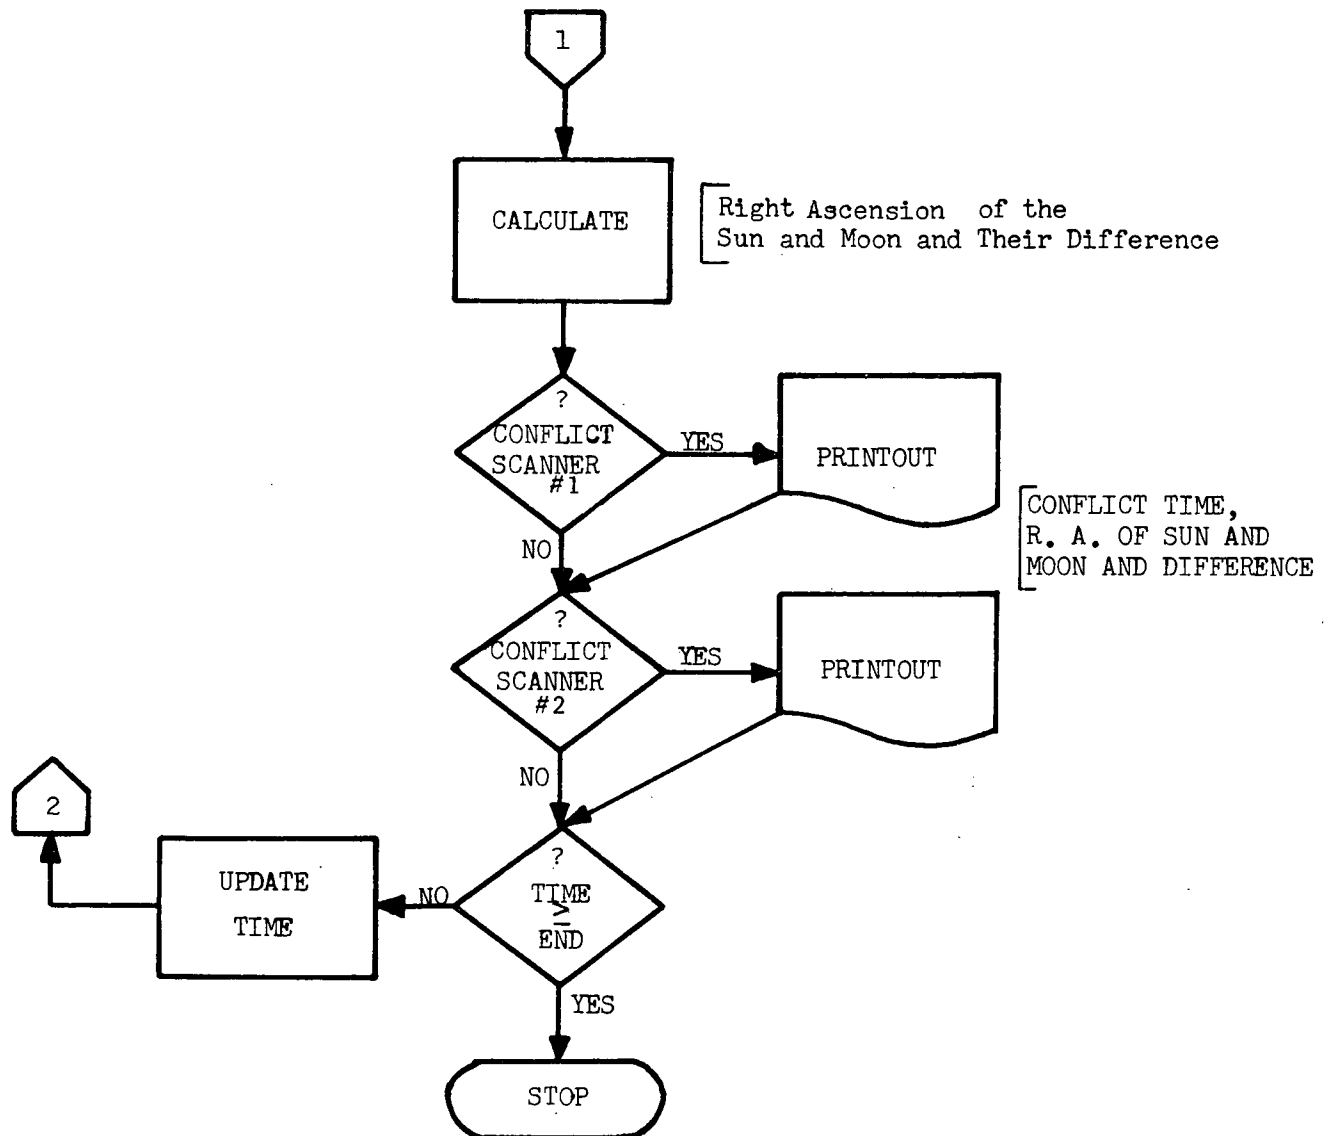 1
CALCULATE
Right Ascension of the
Sun and Moon and Their Difference
?
CONFLICT
SCANNER
#1
YES
PRINTOUT
NO
CONFLICT TIME,
R. A. OF SUN AND
MOON AND DIFFERENCE
?
CONFLICT
SCANNER
#2
YES
PRINTOUT
NO
2
UPDATE
TIME
NO
?
TIME
≥
END
YES
STOP